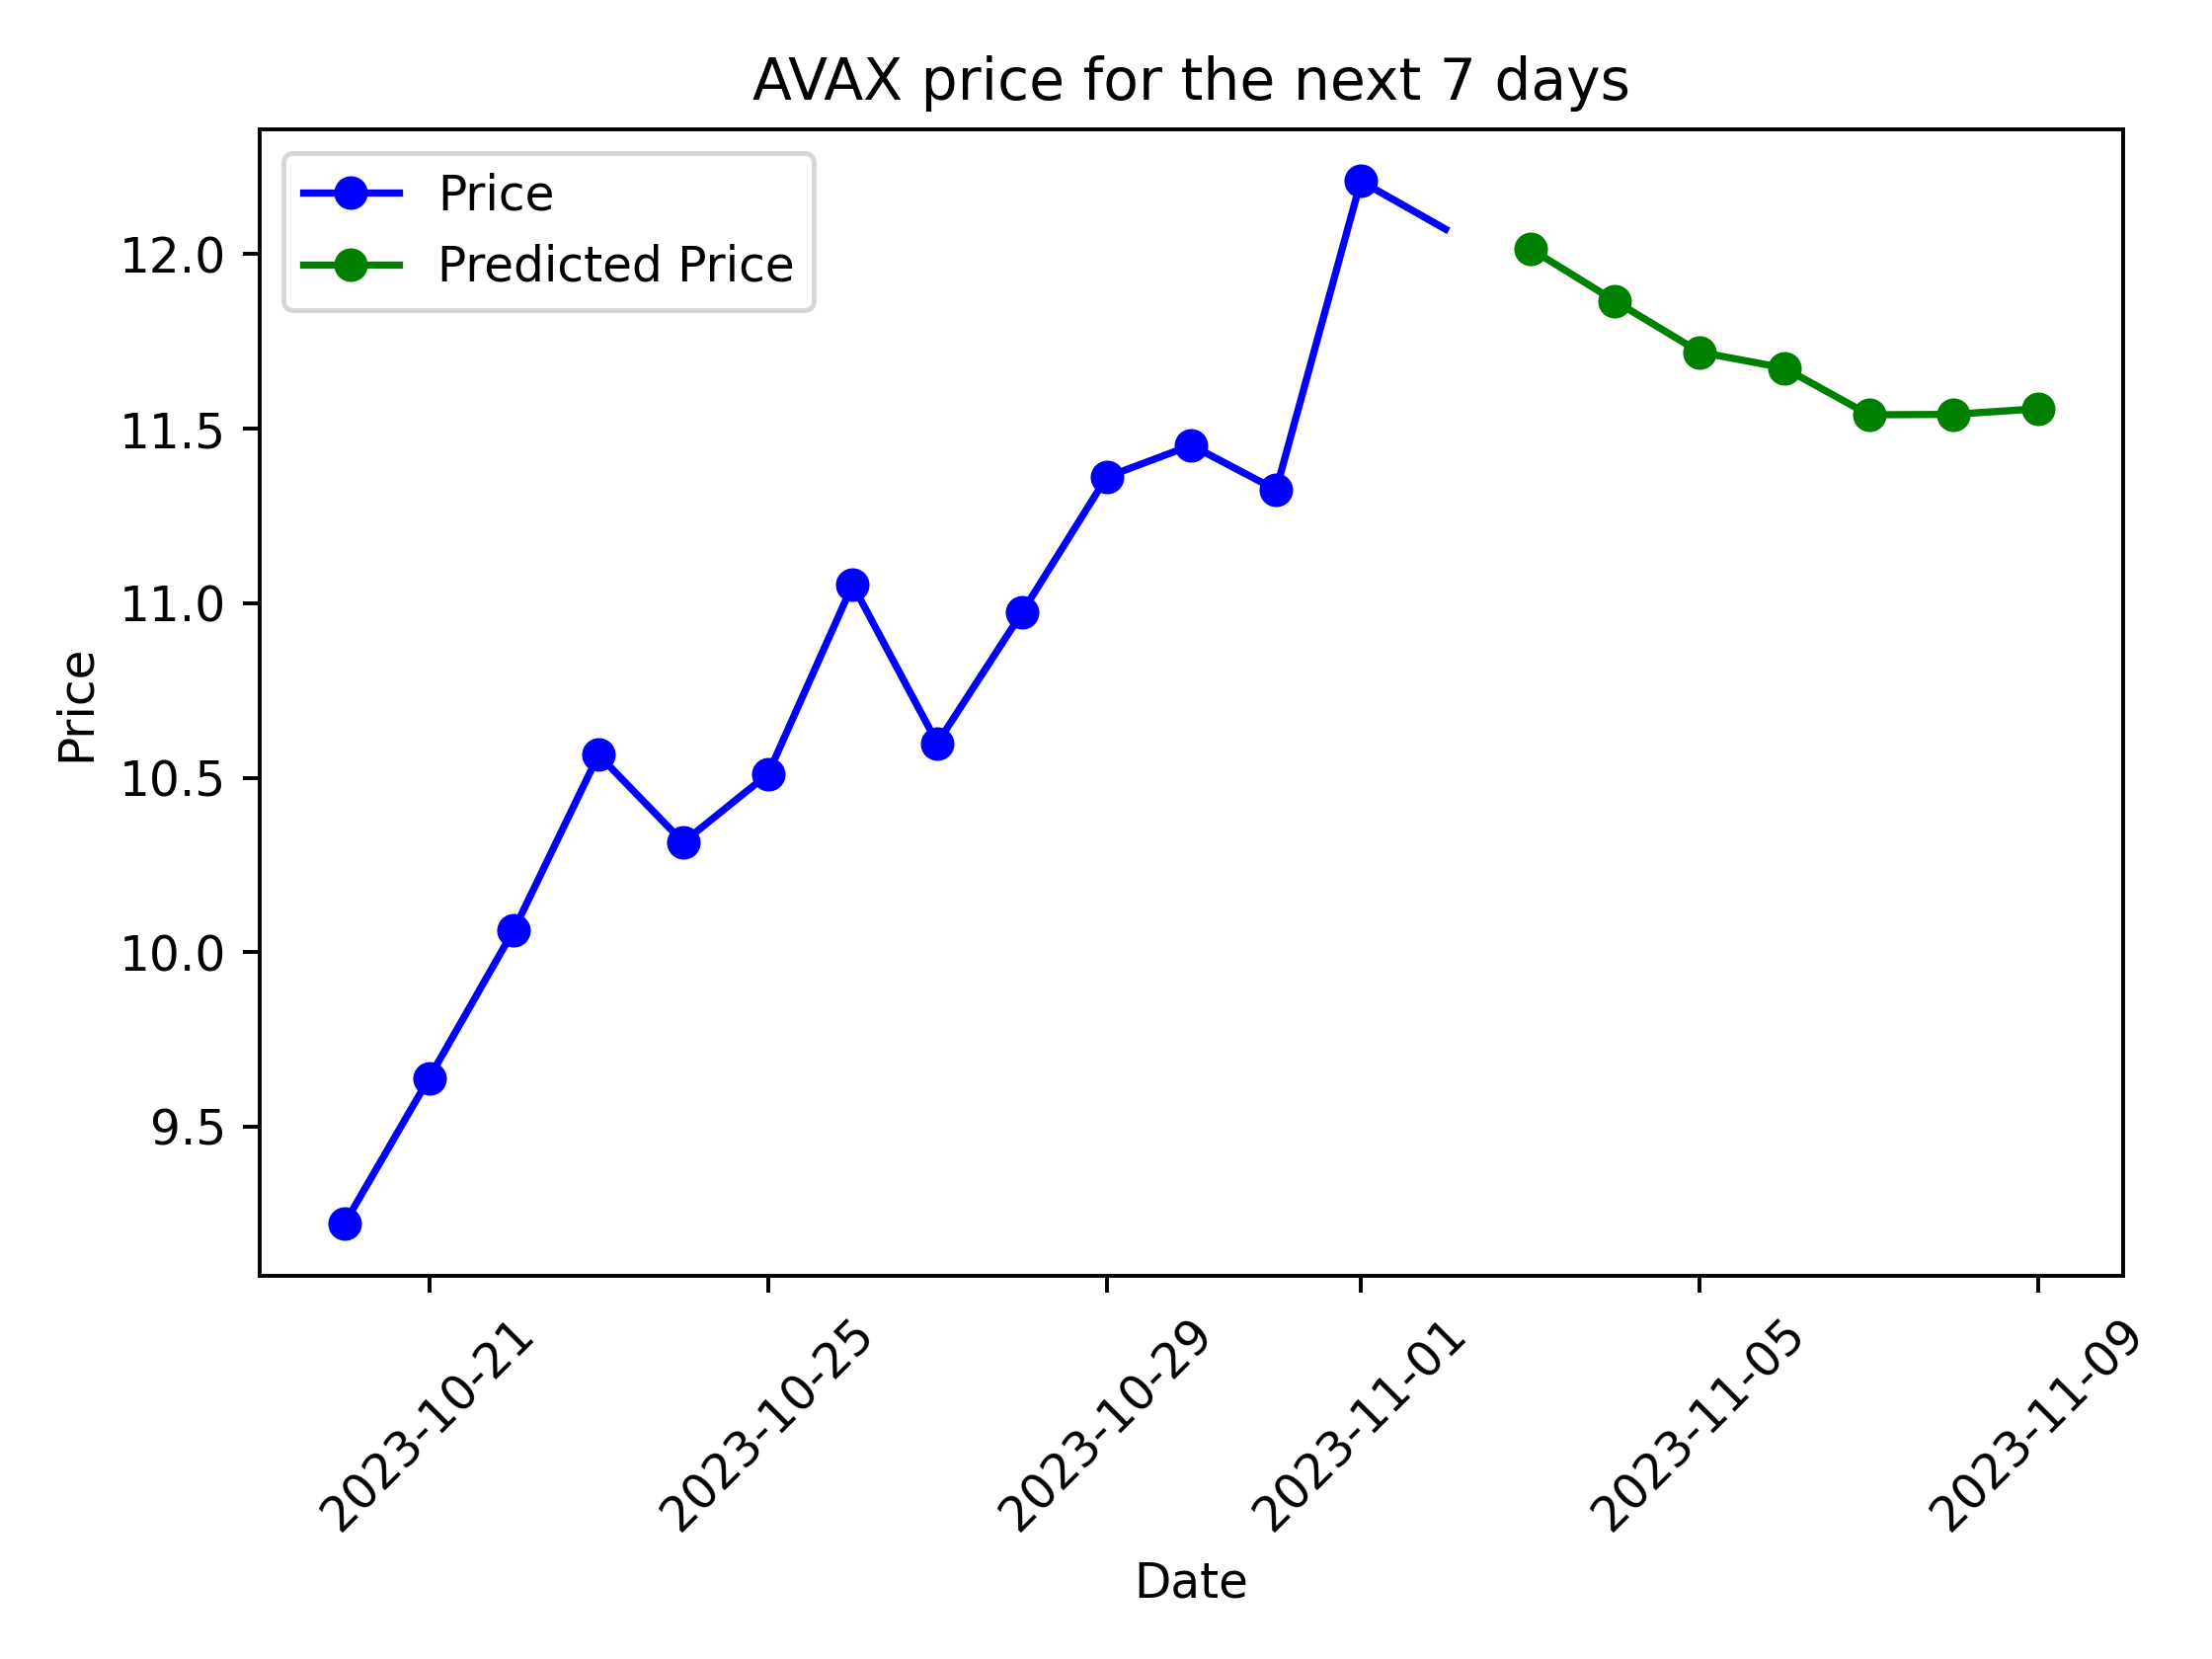 AVAX price for the next 7 days
Price
Predicted Price
12.0
11.5
11.0
10.5
10.0
9.5
Price
2023-10-21
2023-10-25
2023-10-29
2023-11-01
2023-11-05
2023-11-09
Date